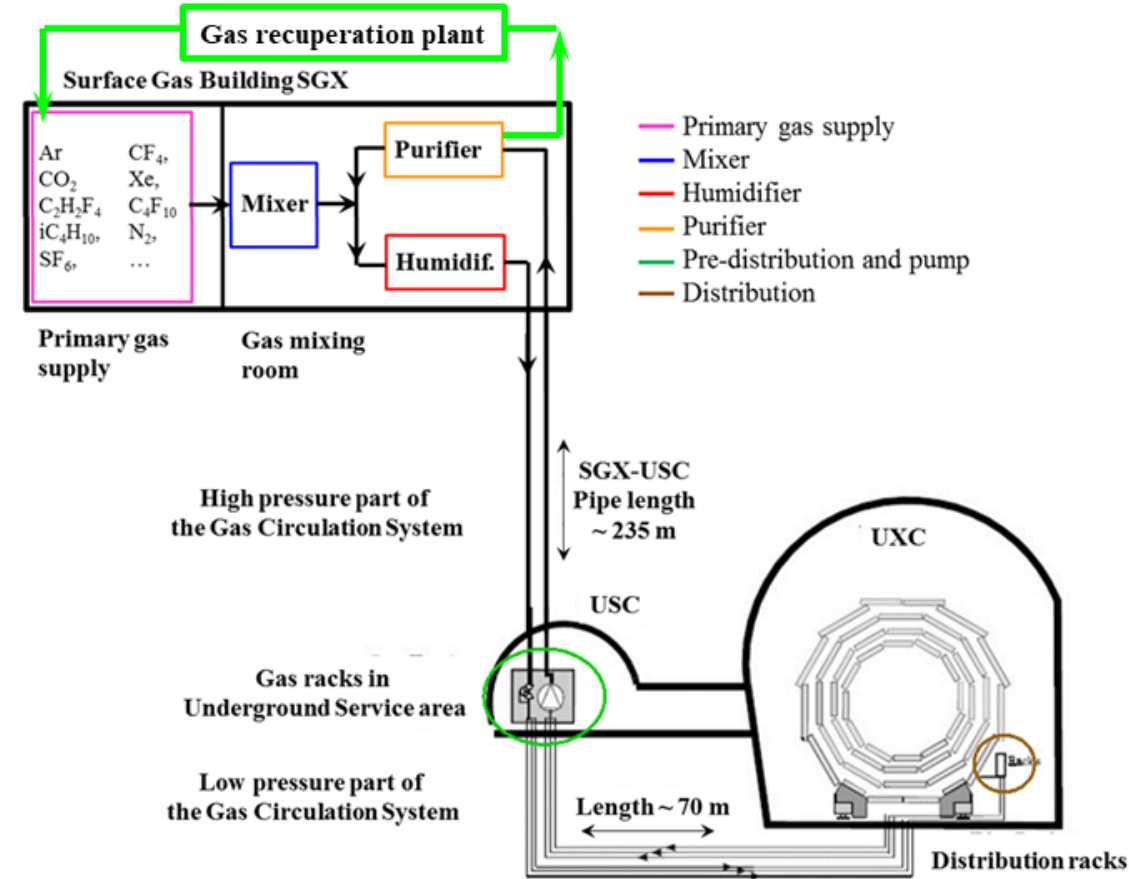 Gas recuperation plant
Surface Gas Building SGX
Ar CF₄,
CO₂ Xe,
C₂H₂F₄ C₄F₁₀
iC₄H₁₀, N₂,
SF₆, …
Mixer
Purifier
Humidif.
Primary gas supply
Mixer
Humidifier
Purifier
Pre-distribution and pump
Distribution
Primary gas
supply
Gas mixing
room
High pressure part of
the Gas Circulation System
SGX-USC
Pipe length
~ 235 m
UXC
USC
Gas racks in
Underground Service area
Racks
Low pressure part of
the Gas Circulation System
Length ~ 70 m
Distribution racks